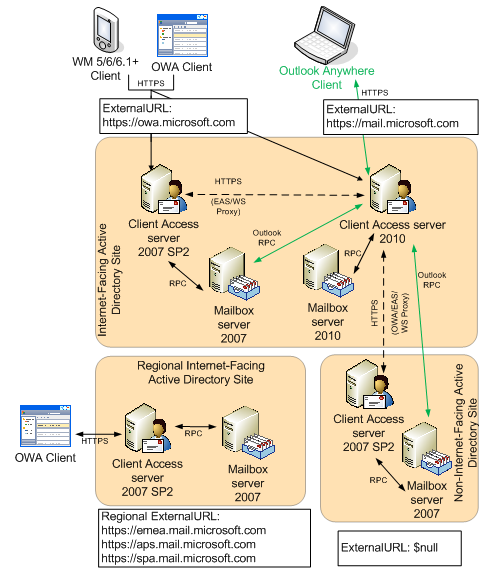 WM 5/6/6.1+
Client
OWA Client
HTTPS
Outlook Anywhere
Client
HTTPS
ExternalURL:
https://owa.microsoft.com
ExternalURL:
https://mail.microsoft.com
Internet-Facing Active
Directory Site
HTTPS
(EAS/WS
Proxy)
Client Access
server
2007 SP2
Client Access server
2010
Outlook
RPC
RPC
RPC
Mailbox
server
2007
Mailbox
server
2010
HTTPS
(OWA/EAS/
WS Proxy)
Outlook
RPC
Regional Internet-Facing
Active Directory Site
OWA Client
HTTPS
RPC
Client Access
server
2007 SP2
Mailbox
server
2007
Non-Internet-Facing Active
Directory Site
Client Access
server
2007 SP2
RPC
Mailbox
server
2007
Regional ExternalURL:
https://emea.mail.microsoft.com
https://aps.mail.microsoft.com
https://spa.mail.microsoft.com
ExternalURL: $null